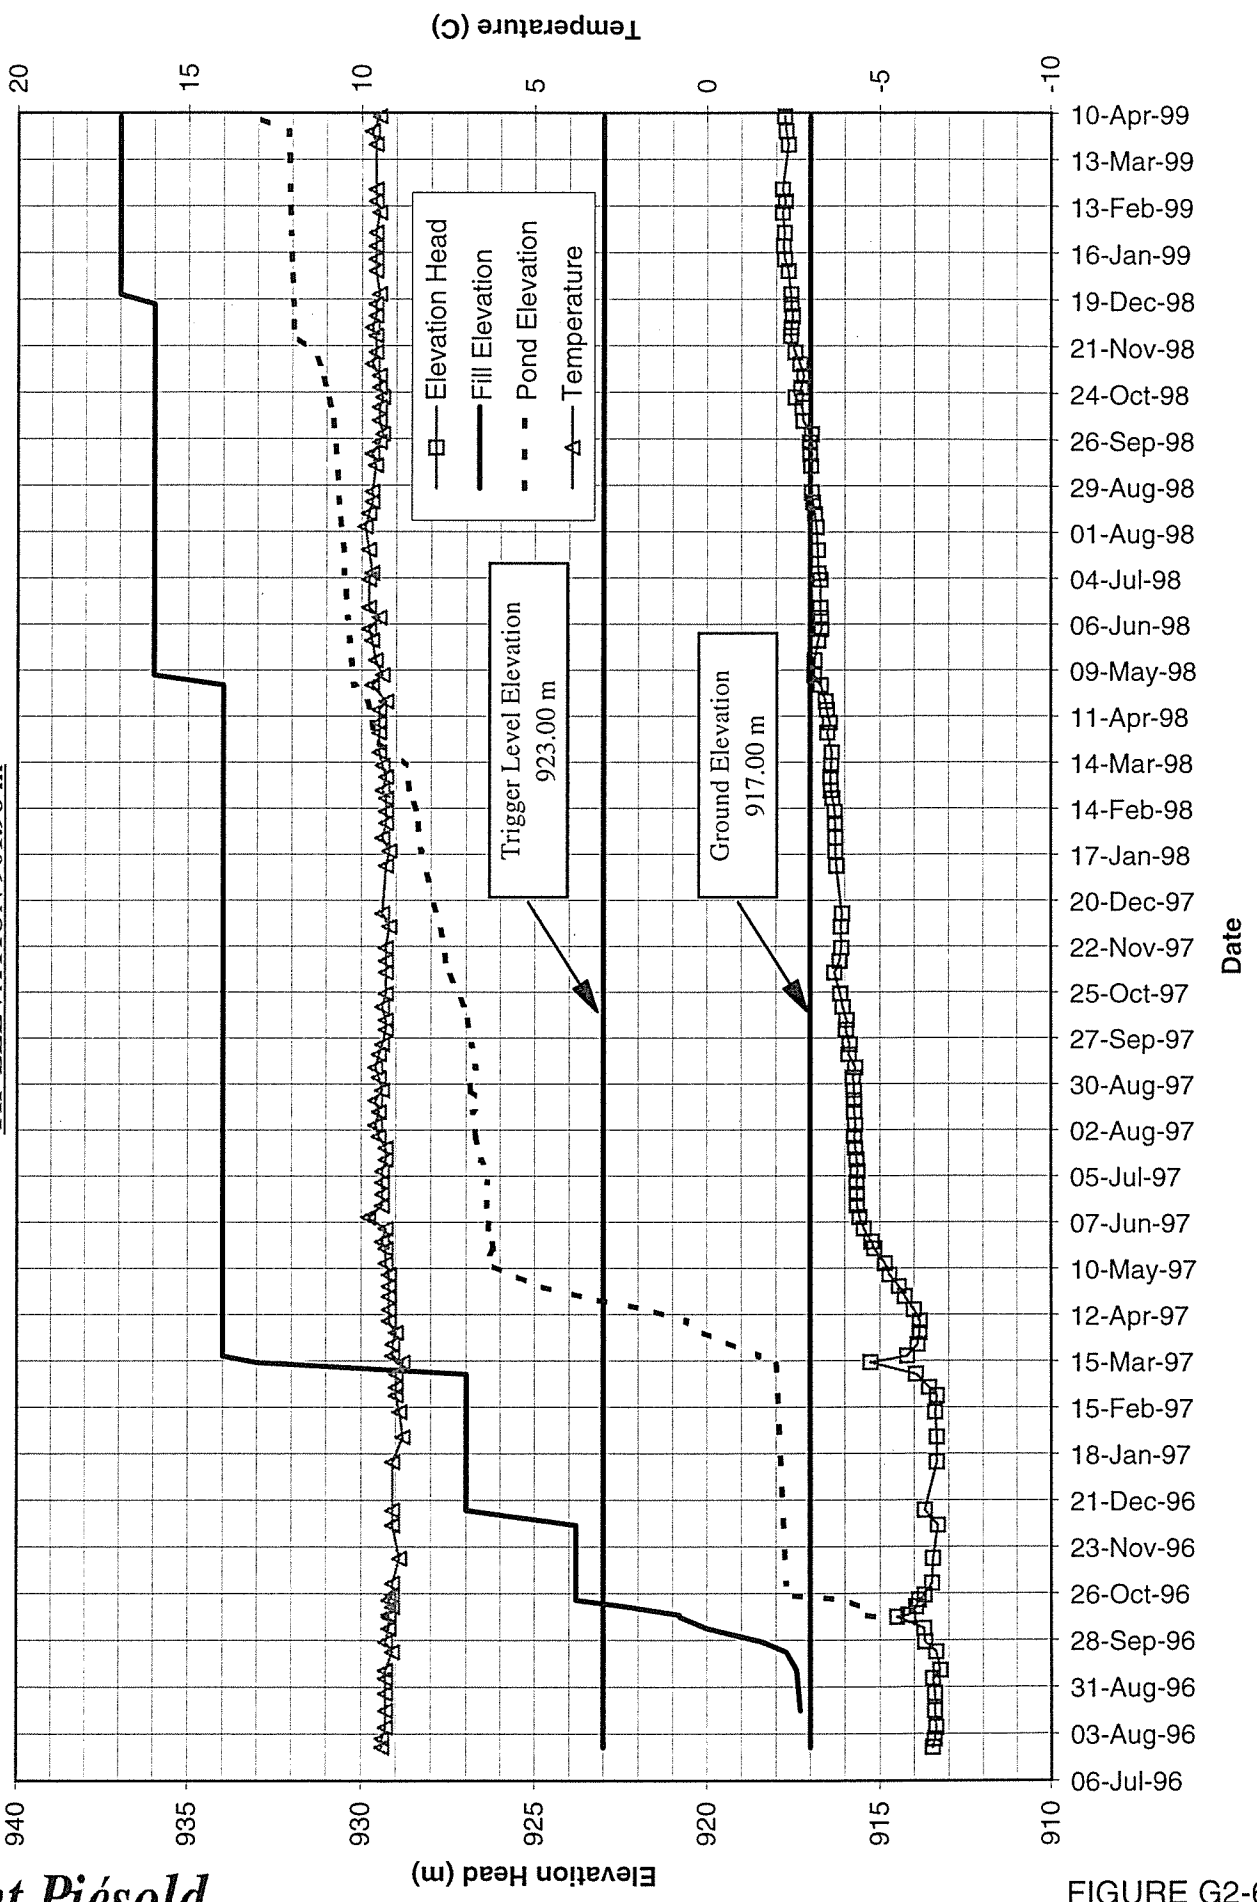 Temperature (C)
20
15
10
5
0
-5
-10
Elevation Head
Fill Elevation
Pond Elevation
Temperature
Trigger Level Elevation
923.00 m
Ground Elevation
917.00 m
10-Apr-99
13-Mar-99
13-Feb-99
16-Jan-99
19-Dec-98
21-Nov-98
24-Oct-98
26-Sep-98
29-Aug-98
01-Aug-98
04-Jul-98
06-Jun-98
09-May-98
11-Apr-98
14-Mar-98
14-Feb-98
17-Jan-98
20-Dec-97
22-Nov-97
25-Oct-97
27-Sep-97
30-Aug-97
02-Aug-97
05-Jul-97
07-Jun-97
10-May-97
12-Apr-97
15-Mar-97
15-Feb-97
18-Jan-97
21-Dec-96
23-Nov-96
26-Oct-96
28-Sep-96
31-Aug-96
03-Aug-96
06-Jul-96
Date
940
935
930
925
920
915
910
Elevation Head (m)
Piésold
FIGURE G2-